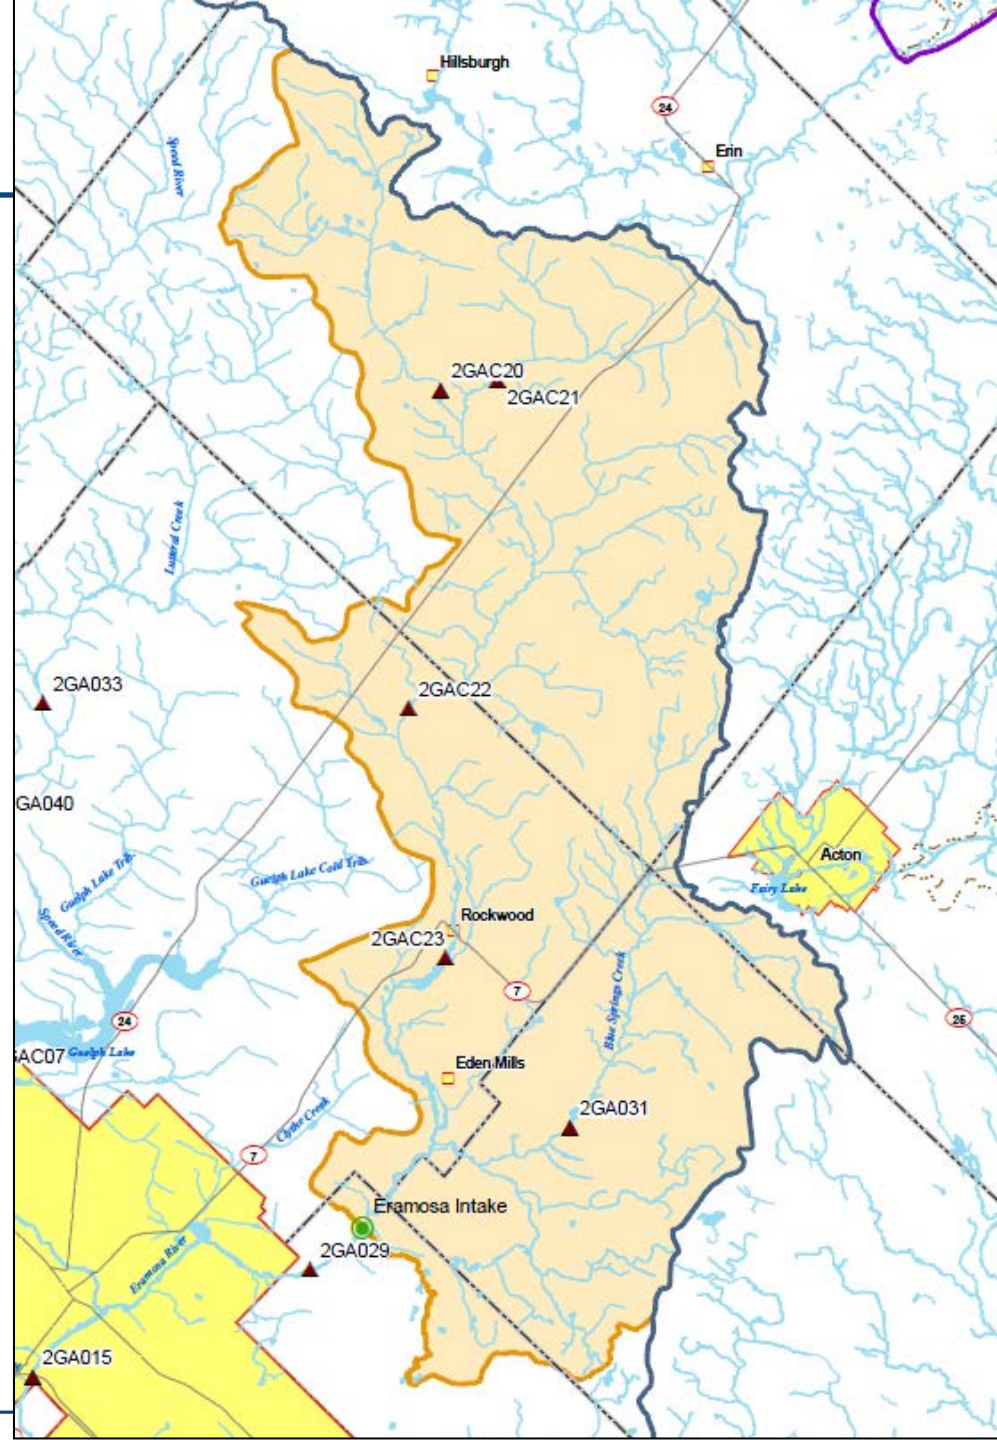 Hillsburgh
24
Speed River
Erin
2GAC20
2GAC21
Lutteral Creek
2GA033
2GAC22
GA040
Acton
Guelph Lake Trib.
Guelph Lake Cold Trib.
Fairy Lake
Speed River
Rockwood
2GAC23
7
Blue Springs Creek
24
25
GAC07
Guelph Lake
Eden Mills
2GA031
Clythe Creek
7
Eramosa Intake
2GA029
Eramosa River
2GA015